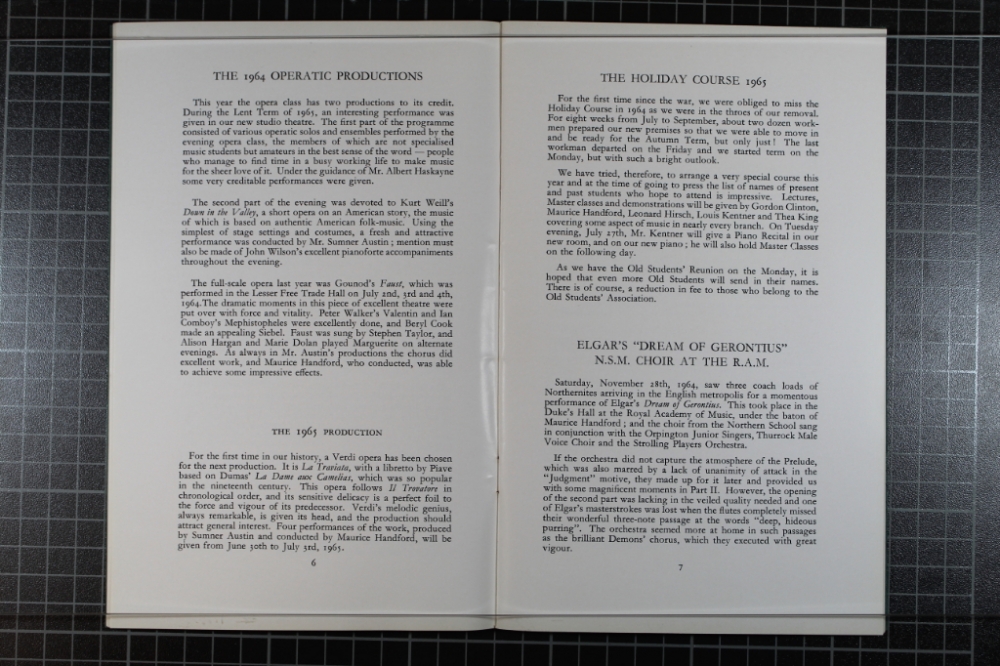 THE 1964 OPERATIC PRODUCTIONS
This year the opera class has two productions to its credit.
During the Lent Term of 1965, an interesting performance was
given in our new studio theatre. The first part of the programme
consisted of various operatic solos and ensembles performed by the
evening opera class, the members of which are not specialised
music students but amateurs in the best sense of the word — people
who manage to find time in a busy working life to make music
for the sheer love of it. Under the guidance of Mr. Albert Haskayne
some very creditable performances were given.
The second part of the evening was devoted to Kurt Weill's
Down in the Valley, a short opera on an American story, the music
of which is based on authentic American folk-music. Using the
simplest of stage settings and costumes, a fresh and attractive
performance was conducted by Mr. Sumner Austin ; mention must
also be made of John Wilson's excellent pianoforte accompaniments
throughout the evening.
The full-scale opera last year was Gounod's Faust, which was
performed in the Lesser Free Trade Hall on July 2nd, 3rd and 4th,
1964.The dramatic moments in this piece of excellent theatre were
put over with force and vitality. Peter Walker's Valentin and Ian
Comboy's Mephistopheles were excellently done, and Beryl Cook
made an appealing Siebel. Faust was sung by Stephen Taylor, and
Alison Hargan and Marie Dolan played Marguerite on alternate
evenings. As always in Mr. Austin's productions the chorus did
excellent work, and Maurice Handford, who conducted, was able
to achieve some impressive effects.
THE 1965 PRODUCTION
For the first time in our history, a Verdi opera has been chosen
for the next production. It is La Traviata, with a libretto by Piave
based on Dumas' La Dame aux Camelias, which was so popular
in the nineteenth century. This opera follows Il Trovatore in
chronological order, and its sensitive delicacy is a perfect foil to
the force and vigour of its predecessor. Verdi's melodic genius,
always remarkable, is given its head, and the production should
attract general interest. Four performances of the work, produced
by Sumner Austin and conducted by Maurice Handford, will be
given from June 30th to July 3rd, 1965.
6
THE HOLIDAY COURSE 1965
For the first time since the war, we were obliged to miss the
Holiday Course in 1964 as we were in the throes of our removal.
For eight weeks from July to September, about two dozen work-
men prepared our new premises so that we were able to move in
and be ready for the Autumn Term, but only just ! The last
workman departed on the Friday and we started term on the
Monday, but with such a bright outlook.
We have tried, therefore, to arrange a very special course this
year and at the time of going to press the list of names of present
and past students who hope to attend is impressive. Lectures,
Master classes and demonstrations will be given by Gordon Clinton,
Maurice Handford, Leonard Hirsch, Louis Kentner and Thea King
covering some aspect of music in nearly every branch. On Tuesday
evening, July 27th, Mr. Kentner will give a Piano Recital in our
new room, and on our new piano ; he will also hold Master Classes
on the following day.
As we have the Old Students' Reunion on the Monday, it is
hoped that even more Old Students will send in their names.
There is of course, a reduction in fee to those who belong to the
Old Students' Association.
ELGAR'S "DREAM OF GERONTIUS"
N.S.M. CHOIR AT THE R.A.M.
Saturday, November 28th, 1964, saw three coach loads of
Northernites arriving in the English metropolis for a momentous
performance of Elgar's Dream of Gerontius. This took place in the
Duke's Hall at the Royal Academy of Music, under the baton of
Maurice Handford ; and the choir from the Northern School sang
in conjunction with the Orpington Junior Singers, Thurrock Male
Voice Choir and the Strolling Players Orchestra.
If the orchestra did not capture the atmosphere of the Prelude,
which was also marred by a lack of unanimity of attack in the
"Judgment" motive, they made up for it later and provided us
with some magnificent moments in Part II. However, the opening
of the second part was lacking in the veiled quality needed and one
of Elgar's masterstrokes was lost when the flutes completely missed
their wonderful three-note passage at the words "deep, hideous
purring". The orchestra seemed more at home in such passages
as the brilliant Demons' chorus, which they executed with great
vigour.
7